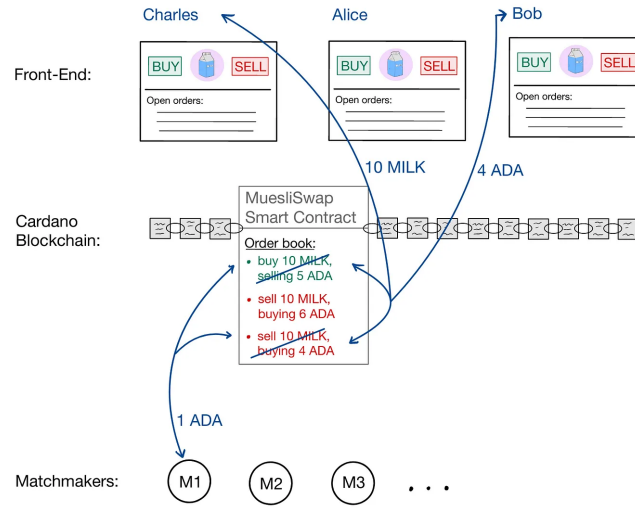 Charles
Alice
Bob
Front-End:
BUY
SELL
BUY
SELL
BUY
SELL
Open orders:
Open orders:
Open orders:
10 MILK
4 ADA
MuesliSwap
Smart Contract
Cardano
Blockchain:
Order book:
• buy 10 MILK,
selling 5 ADA
• sell 10 MILK,
buying 6 ADA
• sell 10 MILK,
buying 4 ADA
1 ADA
Matchmakers:
M1
M2
M3
. . .